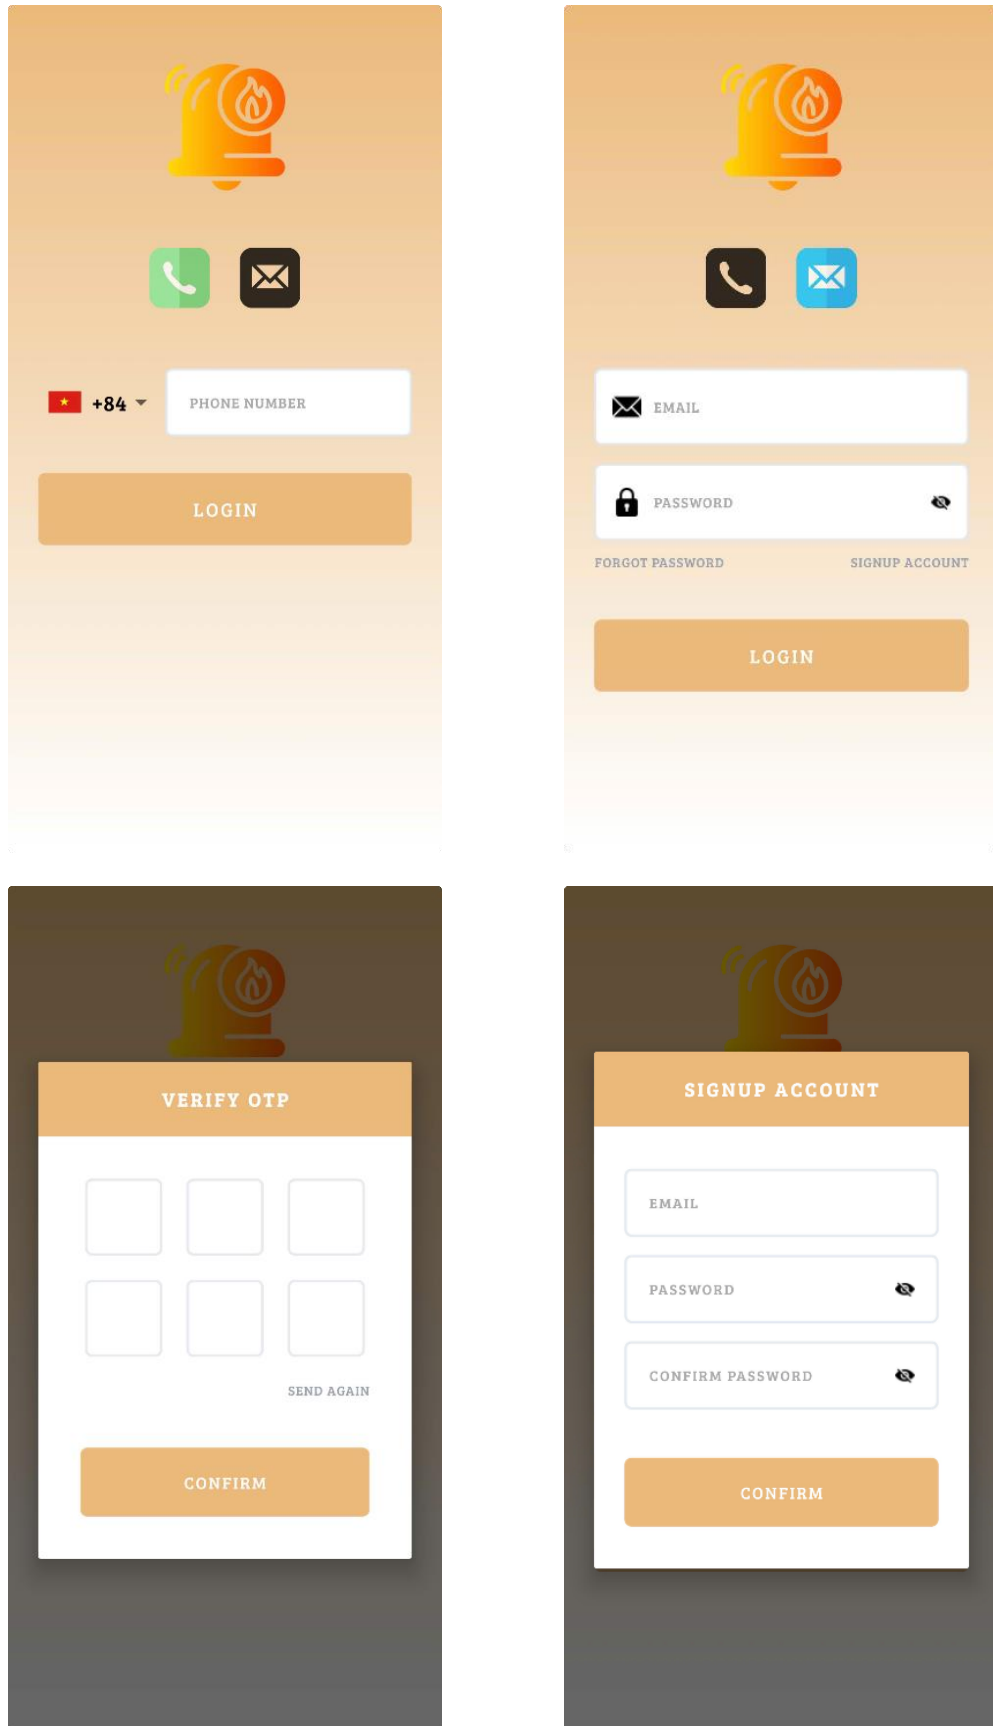 +84
PHONE NUMBER
LOGIN
EMAIL
PASSWORD
FORGOT PASSWORD
SIGNUP ACCOUNT
LOGIN
VERIFY OTP
SEND AGAIN
CONFIRM
SIGNUP ACCOUNT
EMAIL
PASSWORD
CONFIRM PASSWORD
CONFIRM